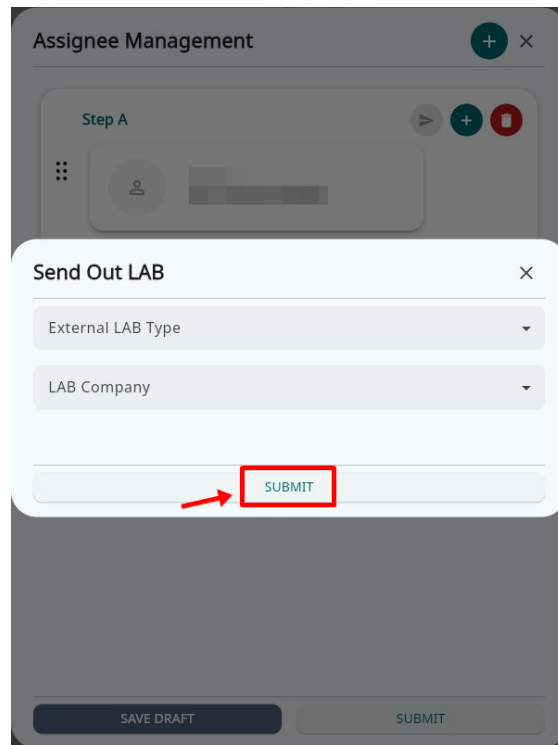 Assignee Management
Step A
Send Out LAB
External LAB Type
LAB Company
SUBMIT
SAVE DRAFT
SUBMIT